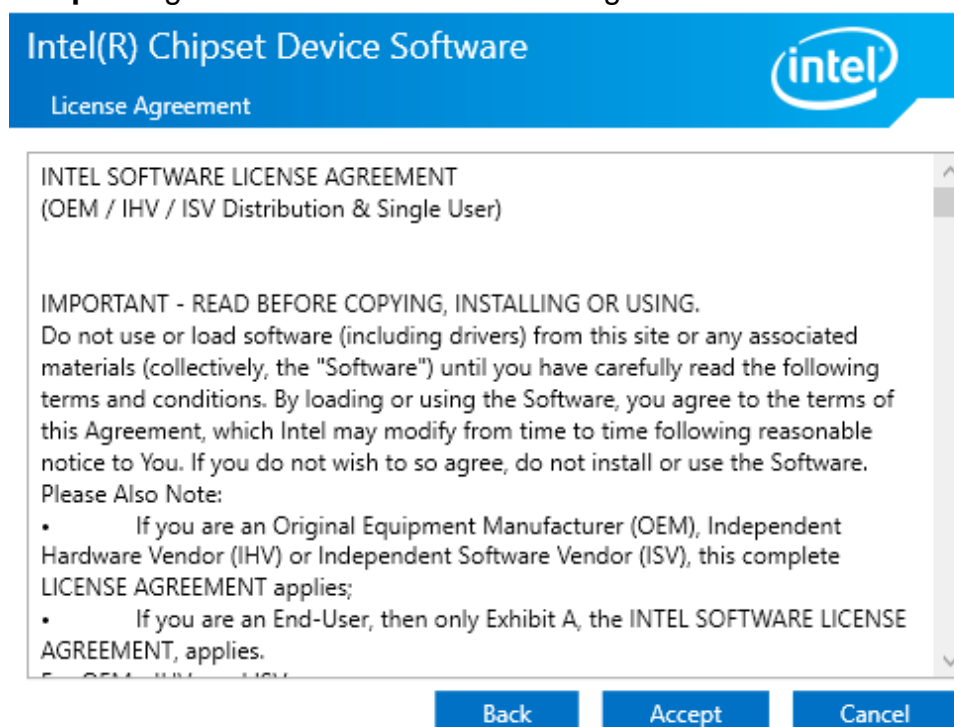 Intel(R) Chipset Device Software
intel
License Agreement
INTEL SOFTWARE LICENSE AGREEMENT
(OEM / IHV / ISV Distribution & Single User)
IMPORTANT - READ BEFORE COPYING, INSTALLING OR USING.
Do not use or load software (including drivers) from this site or any associated
materials (collectively, the "Software") until you have carefully read the following
terms and conditions. By loading or using the Software, you agree to the terms of
this Agreement, which Intel may modify from time to time following reasonable
notice to You. If you do not wish to so agree, do not install or use the Software.
Please Also Note:
• If you are an Original Equipment Manufacturer (OEM), Independent
Hardware Vendor (IHV) or Independent Software Vendor (ISV), this complete
LICENSE AGREEMENT applies;
• If you are an End-User, then only Exhibit A, the INTEL SOFTWARE LICENSE
AGREEMENT, applies.
Back Accept Cancel